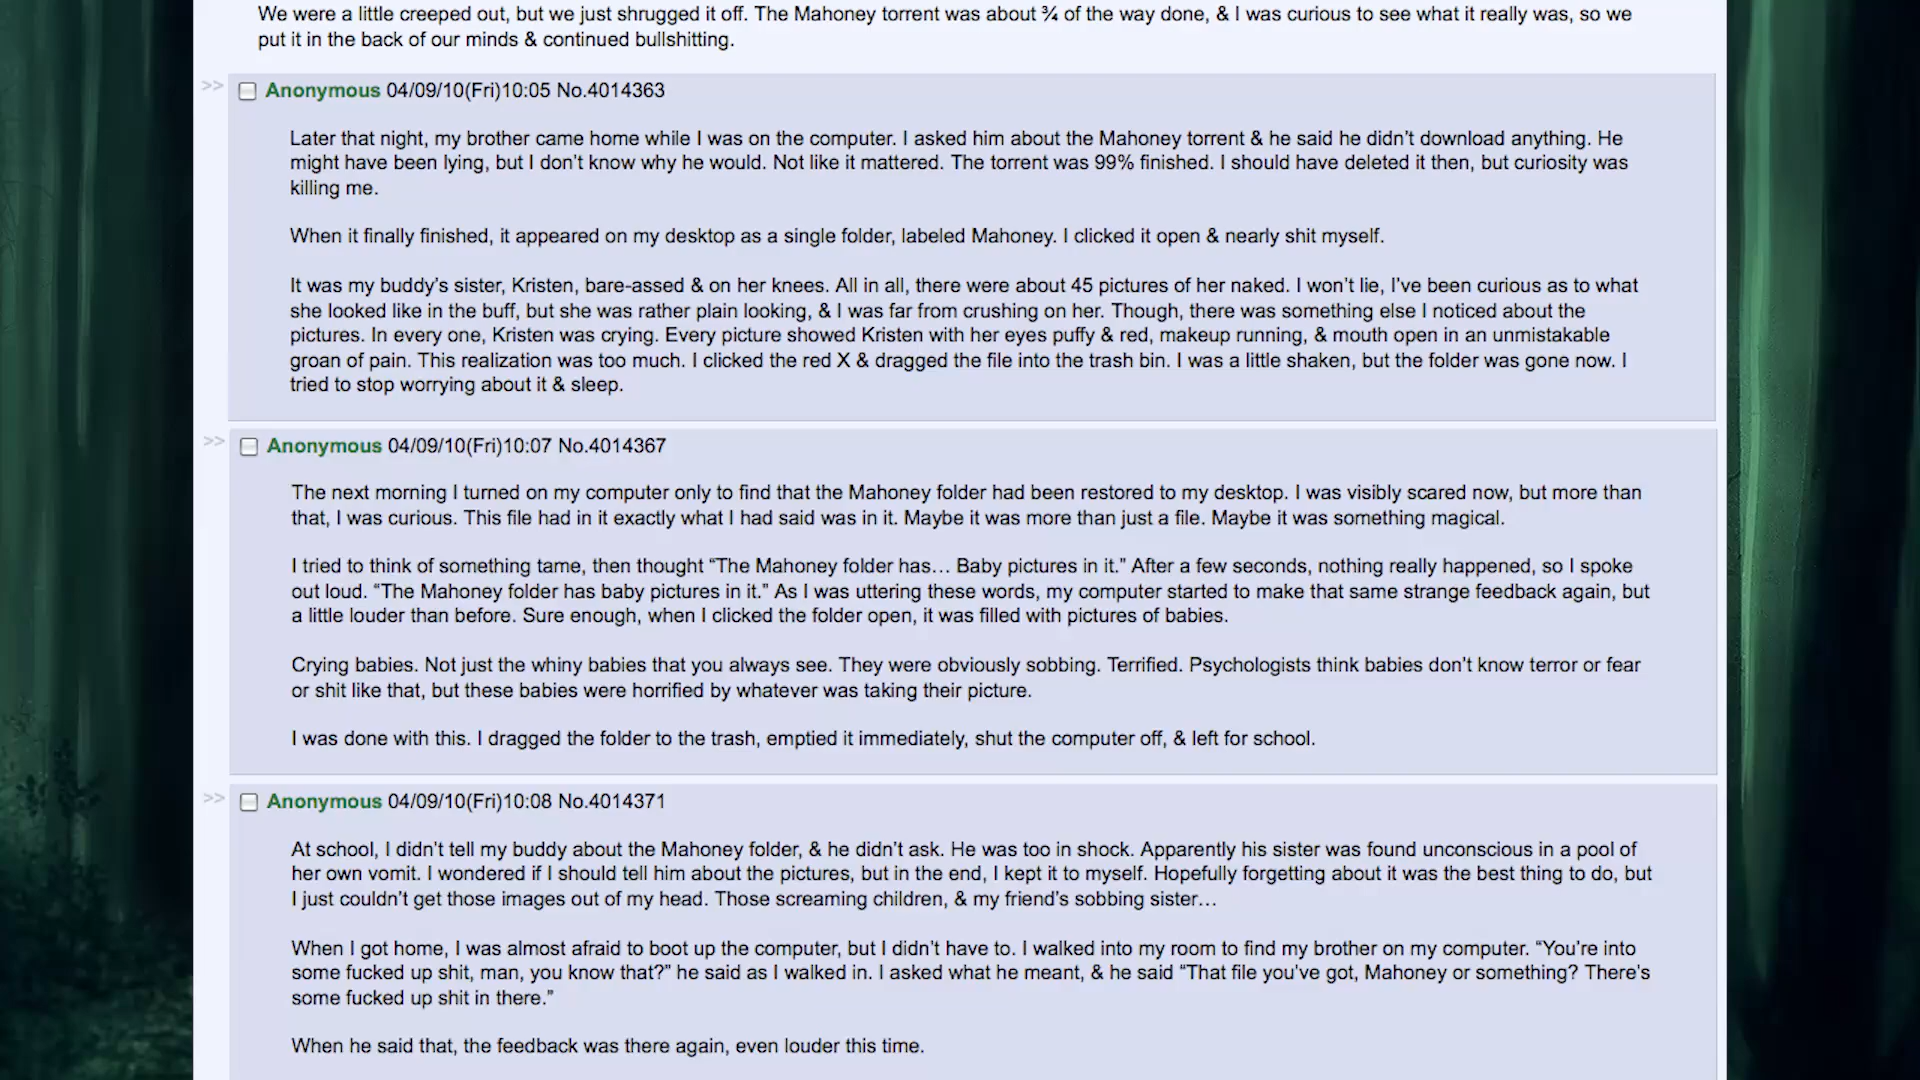 We were a little creeped out, but we just shrugged it off. The Mahoney torrent was about ¾ of the way done, & I was curious to see what it really was, so we
put it in the back of our minds & continued bullshitting.
>> Anonymous 04/09/10(Fri)10:05 No.4014363
Later that night, my brother came home while I was on the computer. I asked him about the Mahoney torrent & he said he didn't download anything. He
might have been lying, but I don't know why he would. Not like it mattered. The torrent was 99% finished. I should have deleted it then, but curiosity was
killing me.
When it finally finished, it appeared on my desktop as a single folder, labeled Mahoney. I clicked it open & nearly shit myself.
It was my buddy's sister, Kristen, bare-assed & on her knees. All in all, there were about 45 pictures of her naked. I won't lie, I've been curious as to what
she looked like in the buff, but she was rather plain looking, & I was far from crushing on her. Though, there was something else I noticed about the
pictures. In every one, Kristen was crying. Every picture showed Kristen with her eyes puffy & red, makeup running, & mouth open in an unmistakable
groan of pain. This realization was too much. I clicked the red X & dragged the file into the trash bin. I was a little shaken, but the folder was gone now. I
tried to stop worrying about it & sleep.
>> Anonymous 04/09/10(Fri)10:07 No.4014367
The next morning I turned on my computer only to find that the Mahoney folder had been restored to my desktop. I was visibly scared now, but more than
that, I was curious. This file had in it exactly what I had said was in it. Maybe it was more than just a file. Maybe it was something magical.
I tried to think of something tame, then thought “The Mahoney folder has… Baby pictures in it.” After a few seconds, nothing really happened, so I spoke
out loud. “The Mahoney folder has baby pictures in it.” As I was uttering these words, my computer started to make that same strange feedback again, but
a little louder than before. Sure enough, when I clicked the folder open, it was filled with pictures of babies.
Crying babies. Not just the whiny babies that you always see. They were obviously sobbing. Terrified. Psychologists think babies don't know terror or fear
or shit like that, but these babies were horrified by whatever was taking their picture.
I was done with this. I dragged the folder to the trash, emptied it immediately, shut the computer off, & left for school.
>> Anonymous 04/09/10(Fri)10:08 No.4014371
At school, I didn't tell my buddy about the Mahoney folder, & he didn't ask. He was too in shock. Apparently his sister was found unconscious in a pool of
her own vomit. I wondered if I should tell him about the pictures, but in the end, I kept it to myself. Hopefully forgetting about it was the best thing to do, but
I just couldn't get those images out of my head. Those screaming children, & my friend's sobbing sister…
When I got home, I was almost afraid to boot up the computer, but I didn't have to. I walked into my room to find my brother on my computer. “You're into
some fucked up shit, man, you know that?” he said as I walked in. I asked what he meant, & he said “That file you've got, Mahoney or something? There's
some fucked up shit in there.”
When he said that, the feedback was there again, even louder this time.